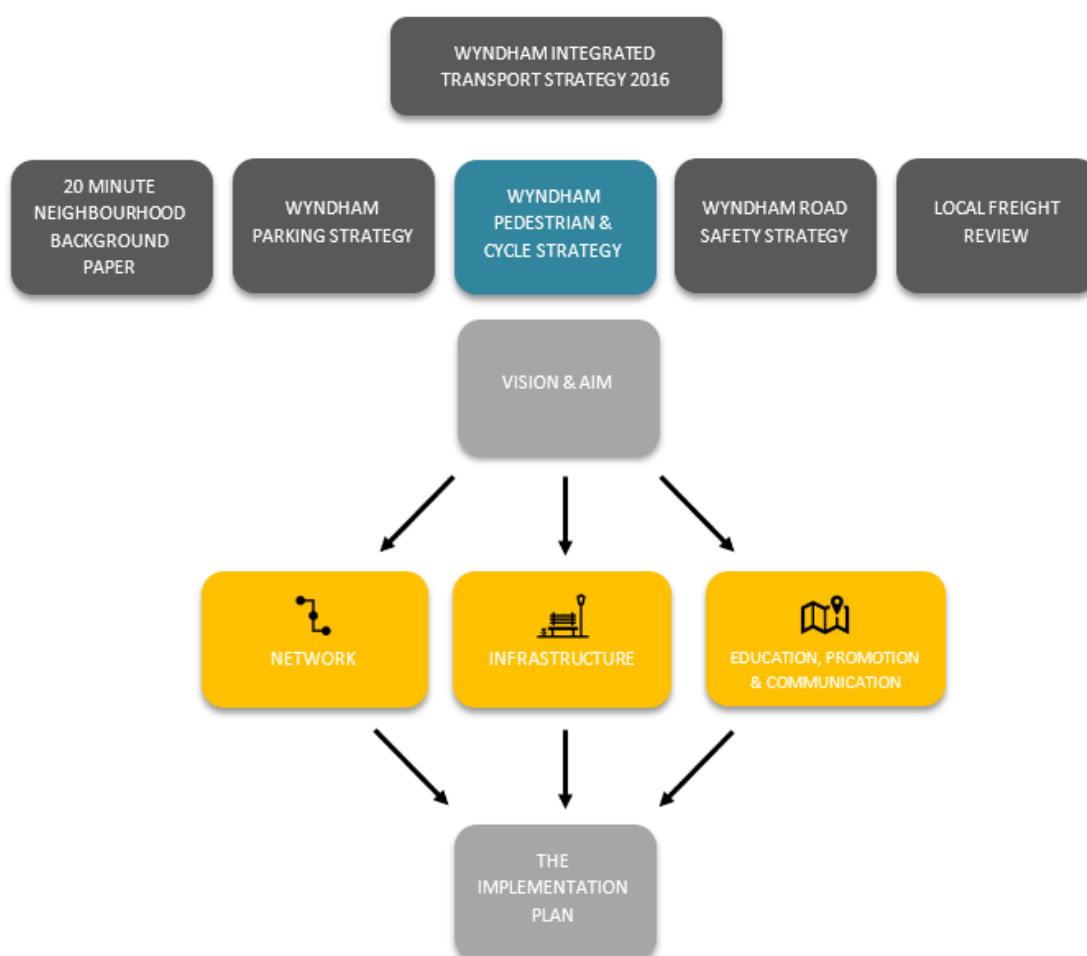 WYNDHAM INTEGRATED
TRANSPORT STRATEGY 2016
20 MINUTE
NEIGHBOURHOOD
BACKGROUND
PAPER
WYNDHAM
PARKING STRATEGY
WYNDHAM
PEDESTRIAN &
CYCLE STRATEGY
WYNDHAM ROAD
SAFETY STRATEGY
LOCAL FREIGHT
REVIEW
VISION & AIM
NETWORK
INFRASTRUCTURE
EDUCATION, PROMOTION
& COMMUNICATION
THE
IMPLEMENTATION
PLAN